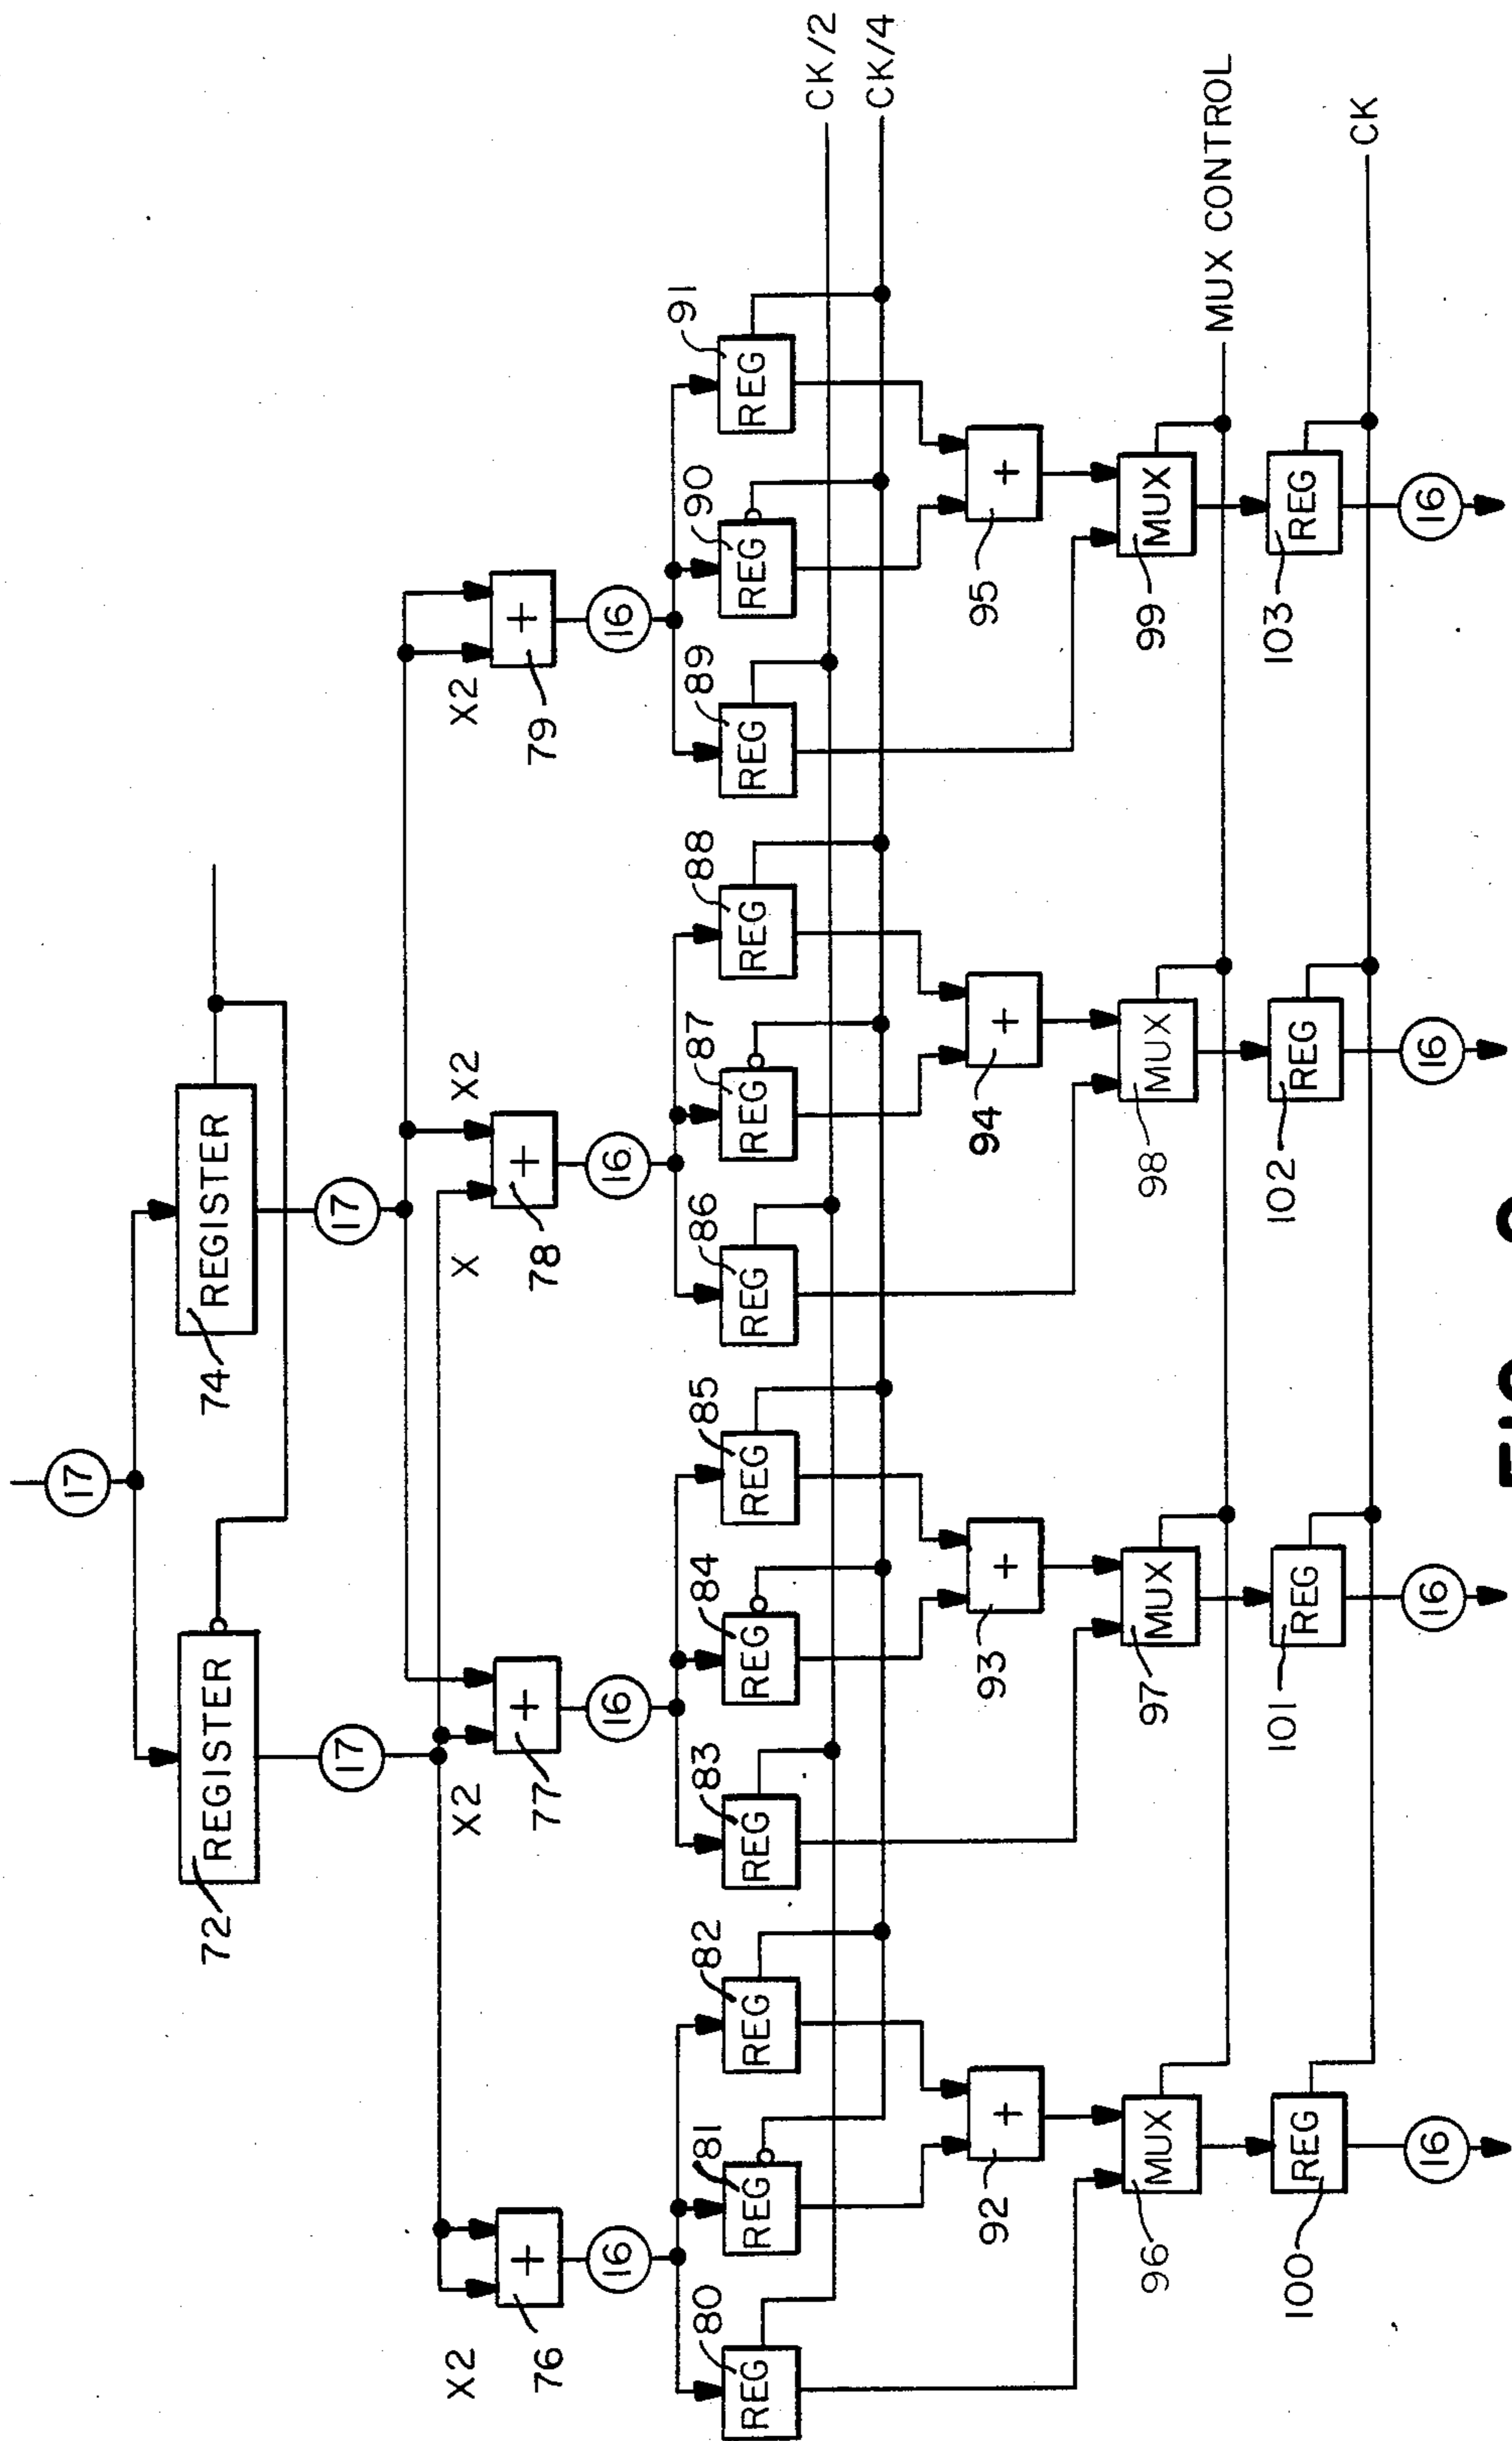 17
72 REGISTER 74 REGISTER
17 17
X2 X2 X X2 X2
76 + 77 + 78 + 79 +
16 16 16 16
80 81 82 83 84 85 86 87 88 89 90 91
REG REG REG REG REG REG REG REG REG REG REG REG
CK/2
CK/4
92 + 93 + 94 + 95 +
96 MUX 97 MUX 98 MUX 99 MUX
MUX CONTROL
100 REG 101 REG 102 REG 103 REG
CK
16 16 16 16